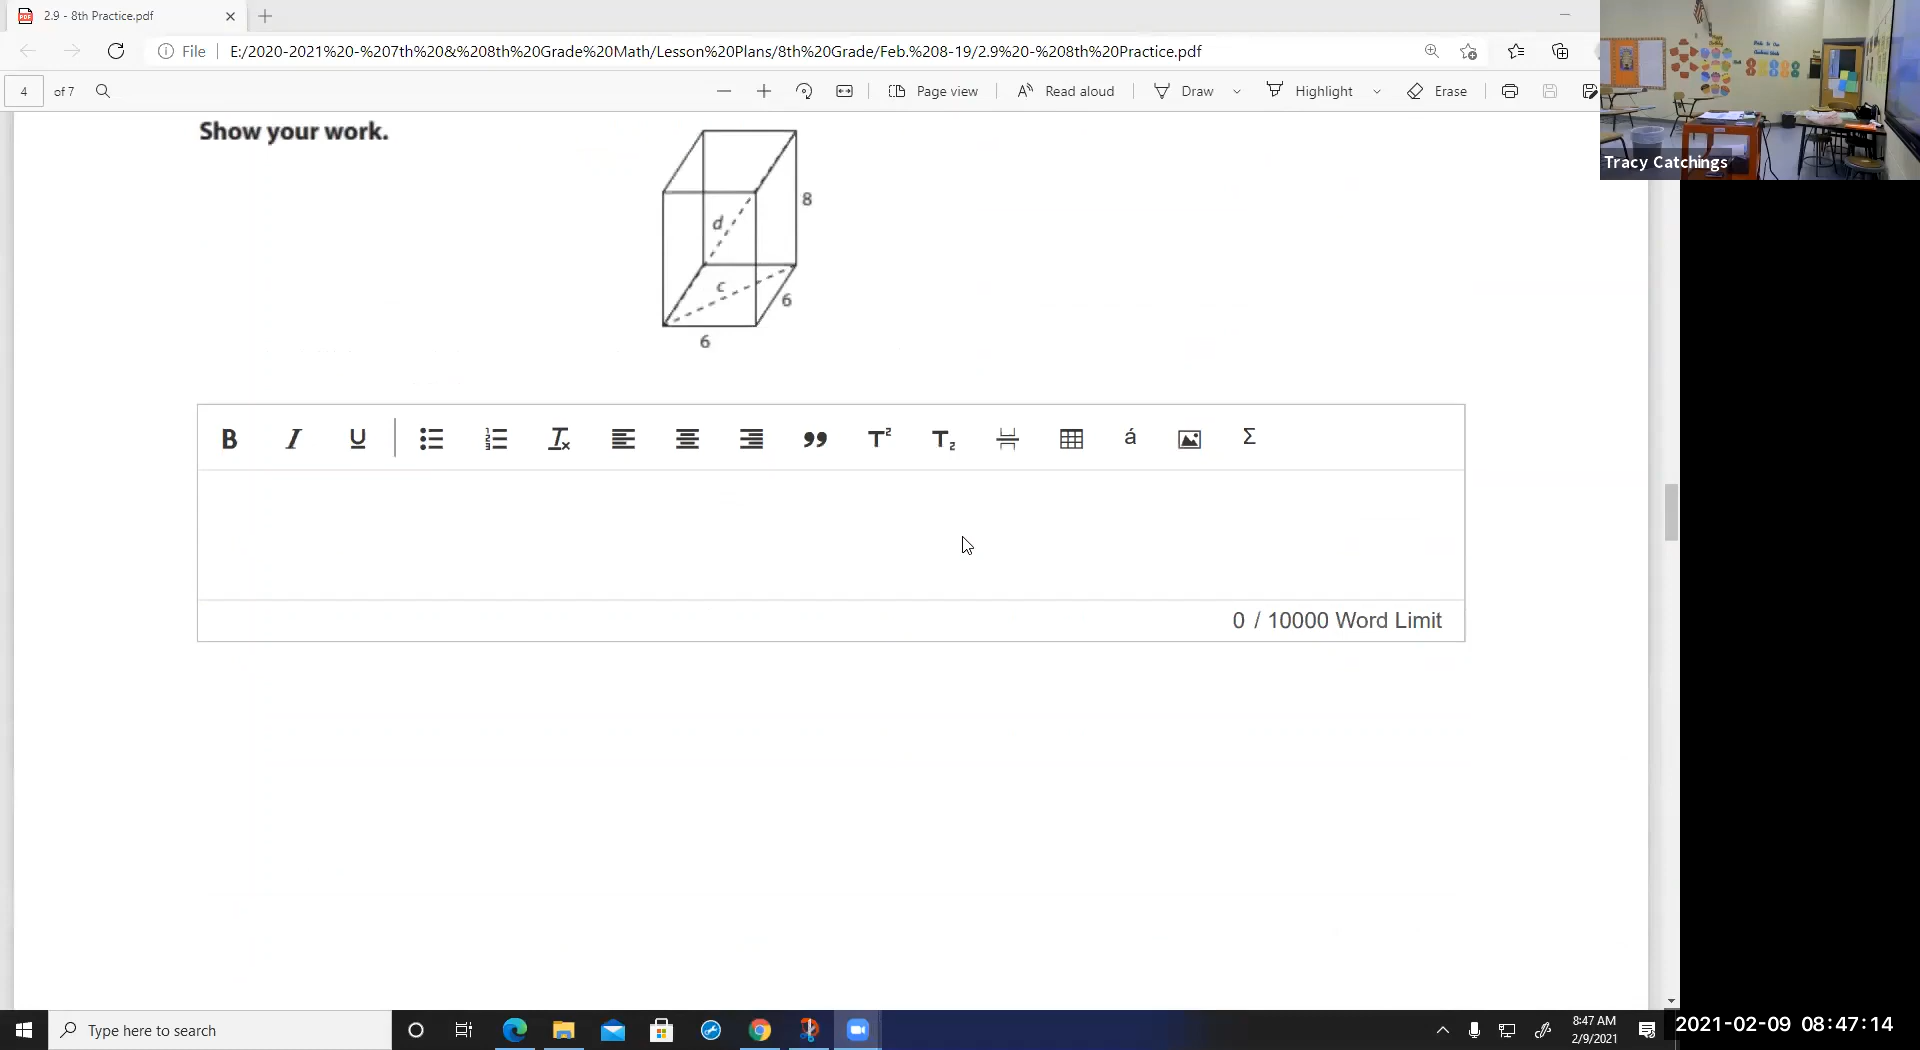 2.9 - 8th Practice.pdf
File
E:/2020-2021%20-%207th%20&%208th%20Grade%20Math/Lesson%20Plans/8th%20Grade/Feb.%208-19/2.9%20-%208th%20Practice.pdf
4 of 7
Page view
Read aloud
Draw
Highlight
Erase
Tracy Catchings
Show your work.
8
d
c
6
6
B I U T² T₂ á Σ
0 / 10000 Word Limit
Type here to search
8:47 AM
2/9/2021
2021-02-09 08:47:14